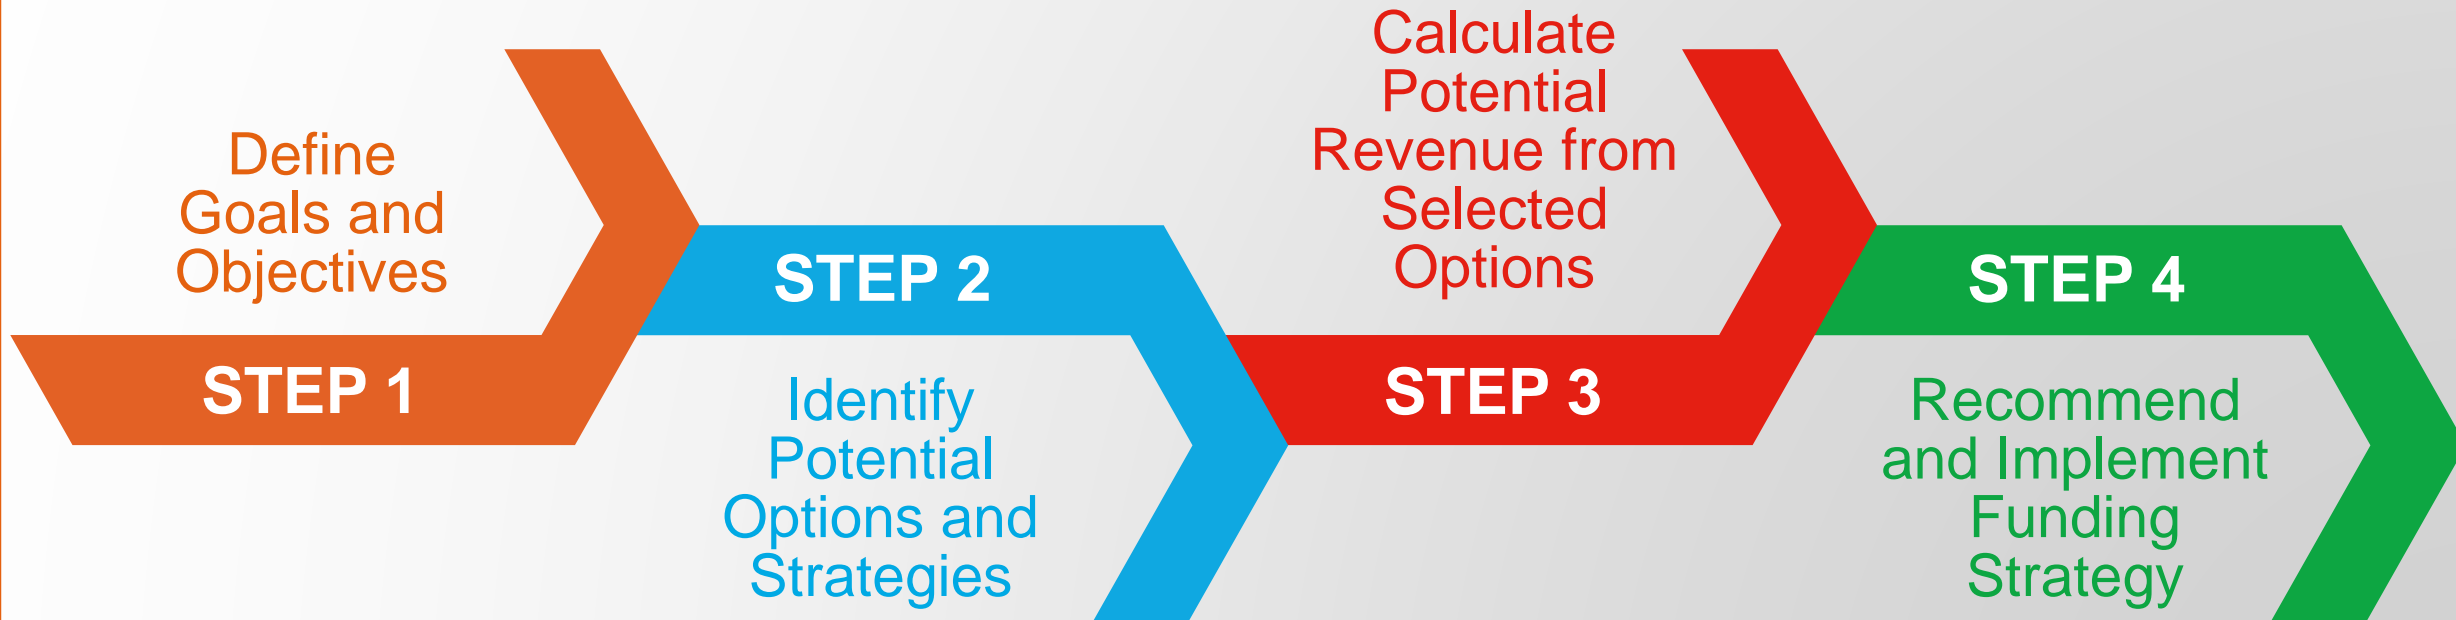 Define
Goals and
Objectives
STEP 1
STEP 2
Identify
Potential
Options and
Strategies
Calculate
Potential
Revenue from
Selected
Options
STEP 3
STEP 4
Recommend
and Implement
Funding
Strategy